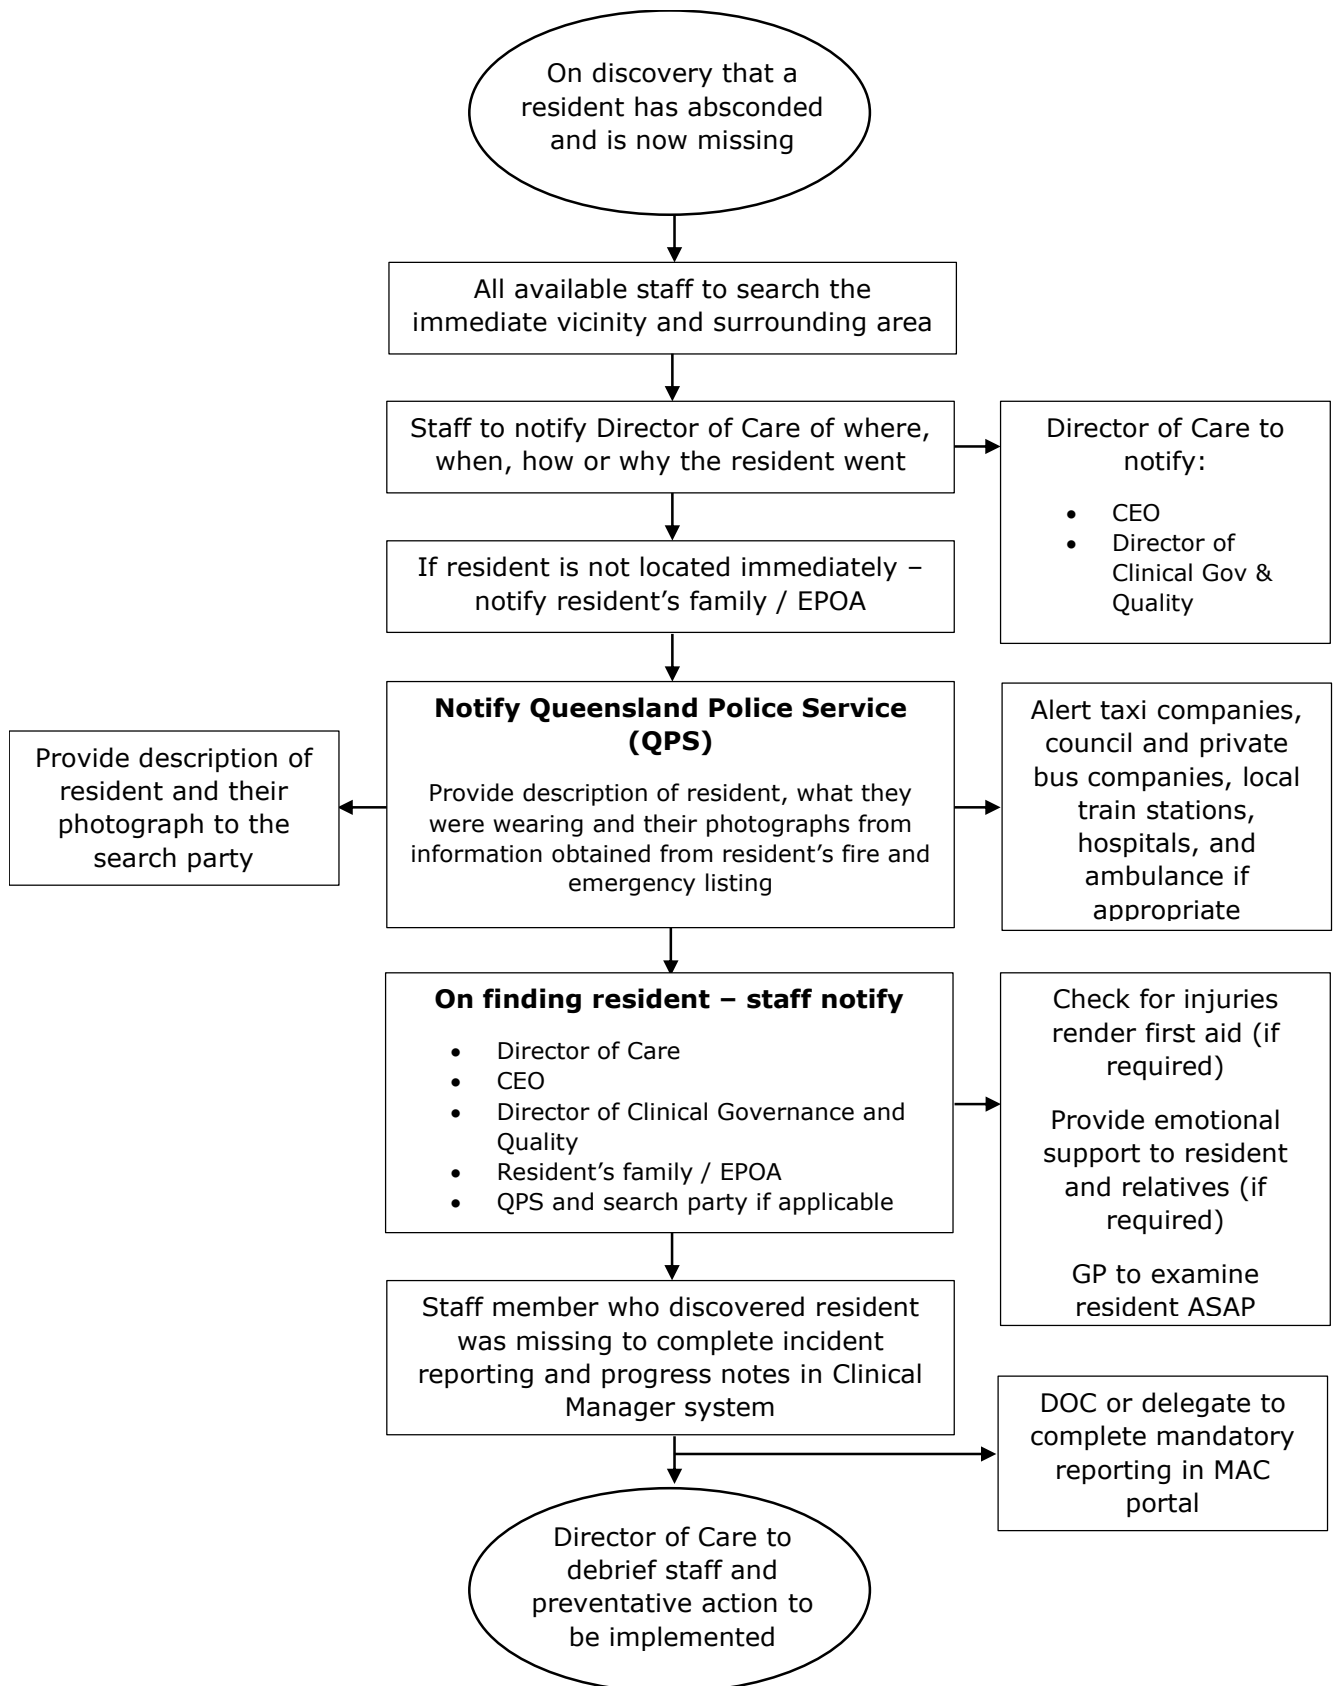 On discovery that a
resident has absconded
and is now missing
All available staff to search the
immediate vicinity and surrounding area
Staff to notify Director of Care of where,
when, how or why the resident went
Director of Care to
notify:
• CEO
• Director of
Clinical Gov &
Quality
If resident is not located immediately –
notify resident’s family / EPOA
Notify Queensland Police Service
(QPS)
Provide description of resident, what they
were wearing and their photographs from
information obtained from resident’s fire and
emergency listing
Provide description of
resident and their
photograph to the
search party
Alert taxi companies,
council and private
bus companies, local
train stations,
hospitals, and
ambulance if
appropriate
On finding resident – staff notify
• Director of Care
• CEO
• Director of Clinical Governance and
Quality
• Resident’s family / EPOA
• QPS and search party if applicable
Check for injuries
render first aid (if
required)
Provide emotional
support to resident
and relatives (if
required)
GP to examine
resident ASAP
Staff member who discovered resident
was missing to complete incident
reporting and progress notes in Clinical
Manager system
DOC or delegate to
complete mandatory
reporting in MAC
portal
Director of Care to
debrief staff and
preventative action to
be implemented